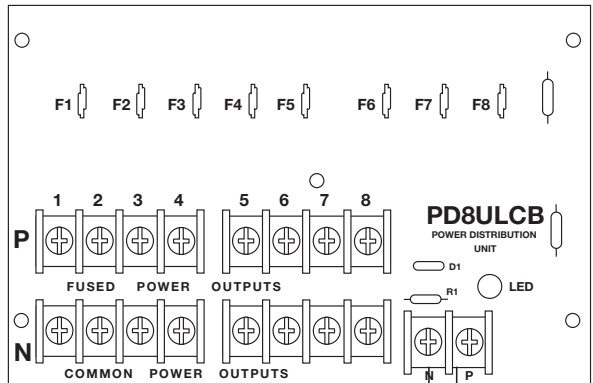 F1 F2 F3 F4 F5 F6 F7 F8
1 2 3 4 5 6 7 8
P
PD8ULCB
POWER DISTRIBUTION
UNIT
FUSED POWER OUTPUTS
D1
LED
R1
N
COMMON POWER OUTPUTS
N P